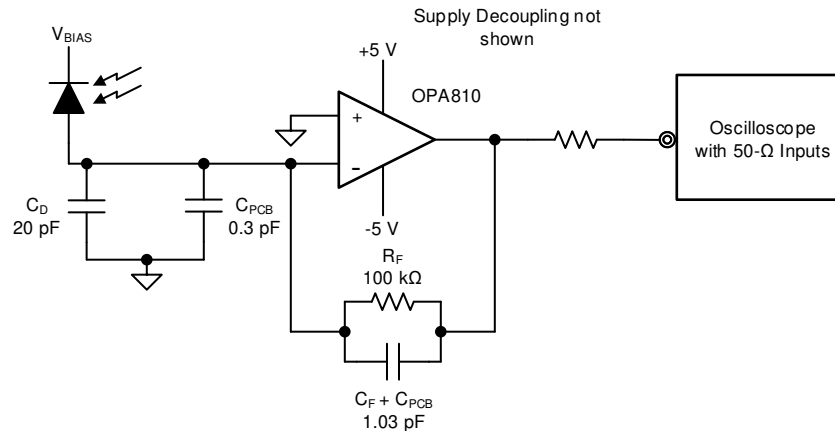 Supply Decoupling not
shown
V_BIAS
+5 V
OPA810
+
-
Oscilloscope
with 50-Ω Inputs
C_D
20 pF
C_PCB
0.3 pF
-5 V
R_F
100 kΩ
C_F + C_PCB
1.03 pF